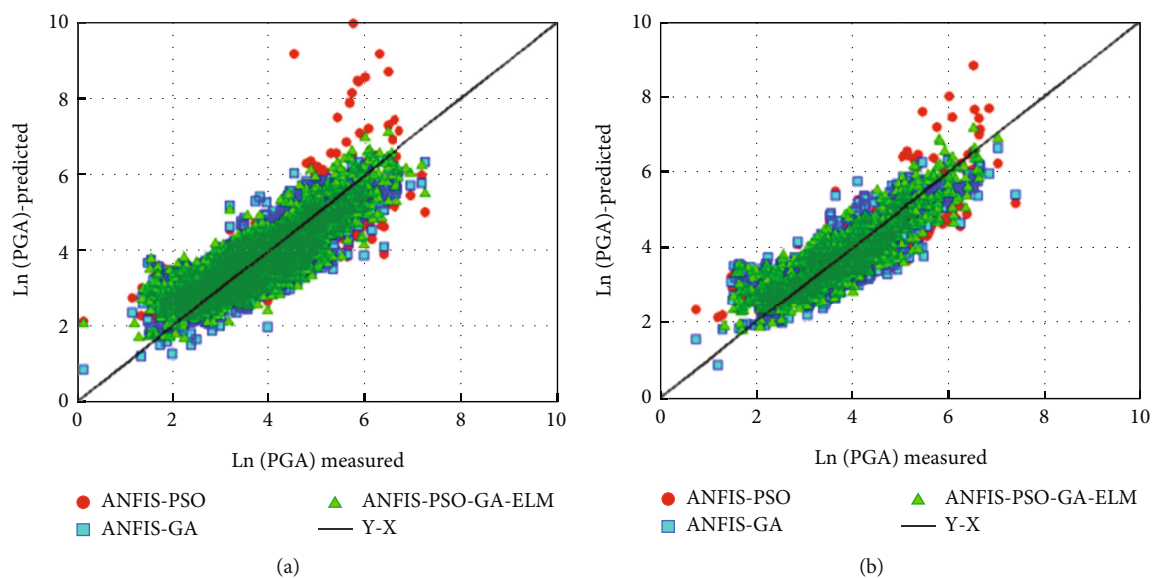 10
8
6
4
2
0
Ln (PGA)-predicted
0 2 4 6 8 10
Ln (PGA) measured
ANFIS-PSO
ANFIS-GA
ANFIS-PSO-GA-ELM
Y-X
(a)
10
8
6
4
2
0
Ln (PGA)-predicted
0 2 4 6 8 10
Ln (PGA) measured
ANFIS-PSO
ANFIS-GA
ANFIS-PSO-GA-ELM
Y-X
(b)